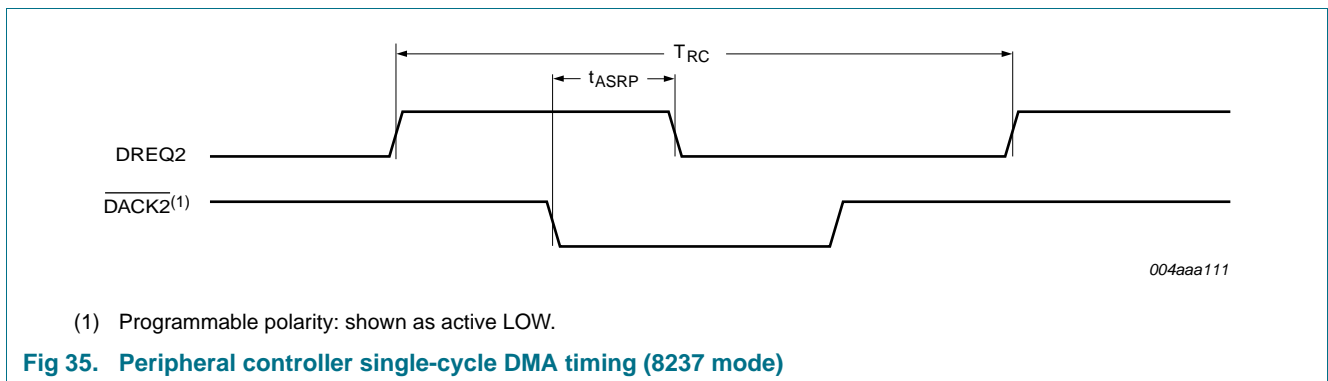 TRC
tASRP
DREQ2
DACK2(1)
004aaa111
(1) Programmable polarity: shown as active LOW.
Fig 35. Peripheral controller single-cycle DMA timing (8237 mode)